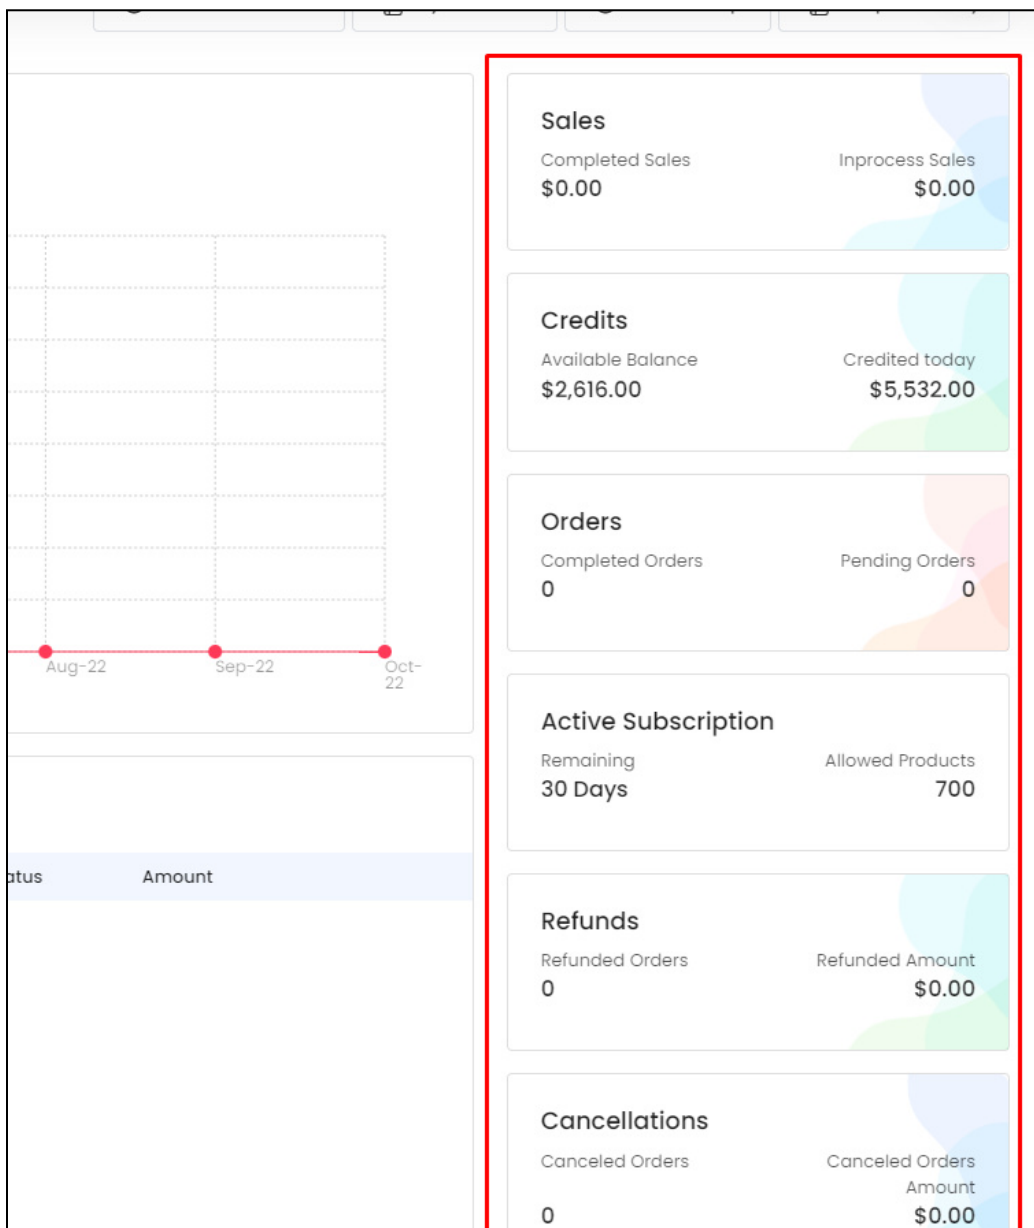 Sales
Completed Sales Inprocess Sales
$0.00 $0.00
Credits
Available Balance Credited today
$2,616.00 $5,532.00
Orders
Completed Orders Pending Orders
0 0
Aug-22 Sep-22 Oct-
22
Active Subscription
Remaining Allowed Products
30 Days 700
atus Amount
Refunds
Refunded Orders Refunded Amount
0 $0.00
Cancellations
Canceled Orders Canceled Orders
Amount
0 $0.00